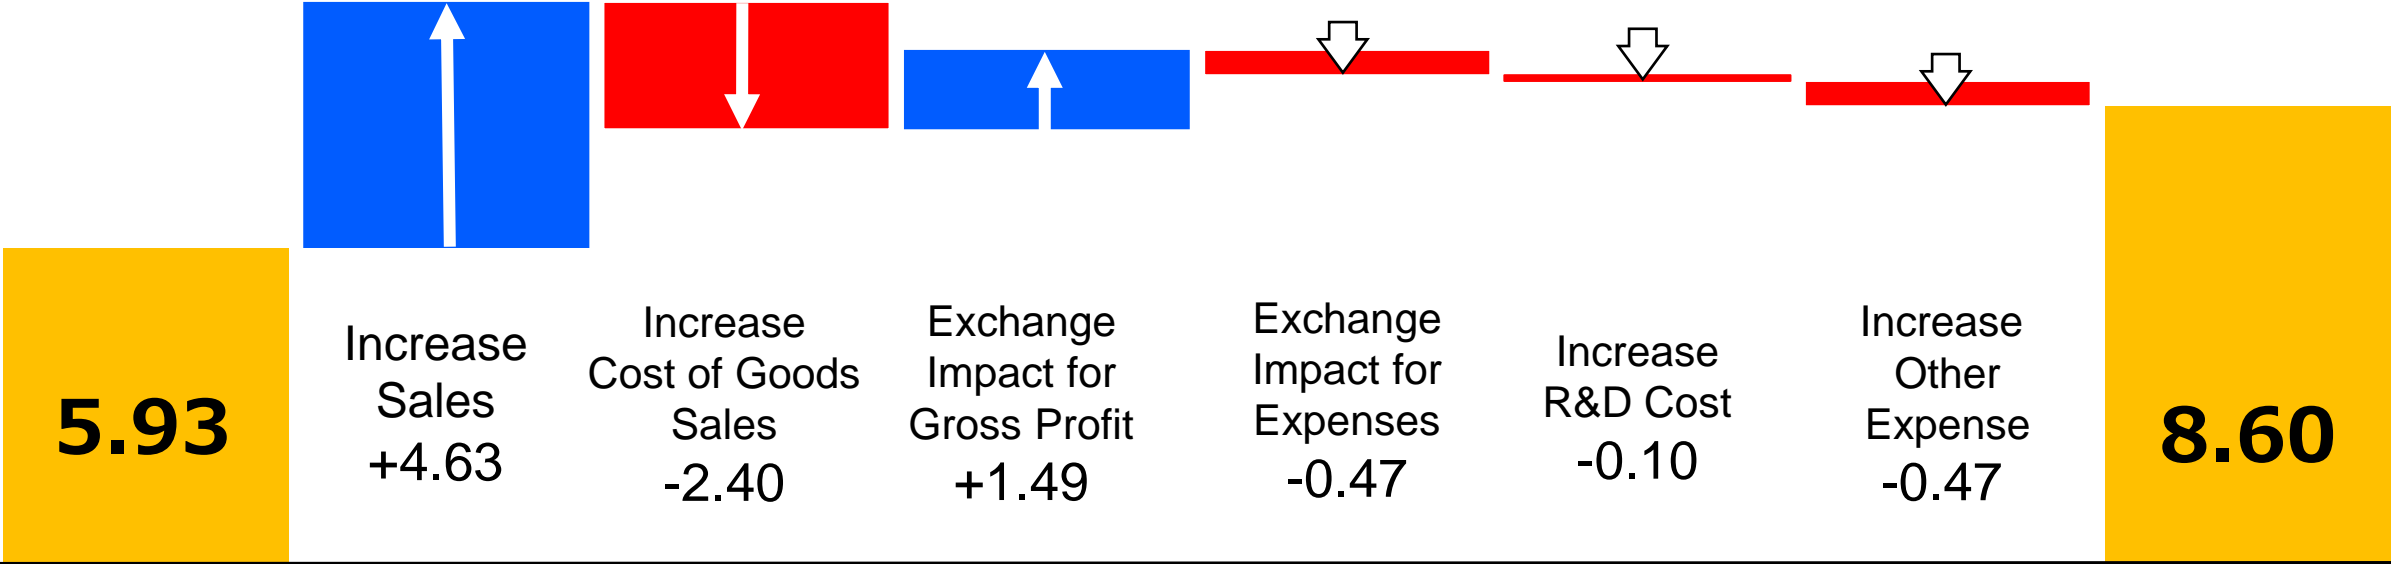 5.93
Increase
Sales
+4.63
Increase
Cost of Goods
Sales
-2.40
Exchange
Impact for
Gross Profit
+1.49
Exchange
Impact for
Expenses
-0.47
Increase
R&D Cost
-0.10
Increase
Other
Expense
-0.47
8.60